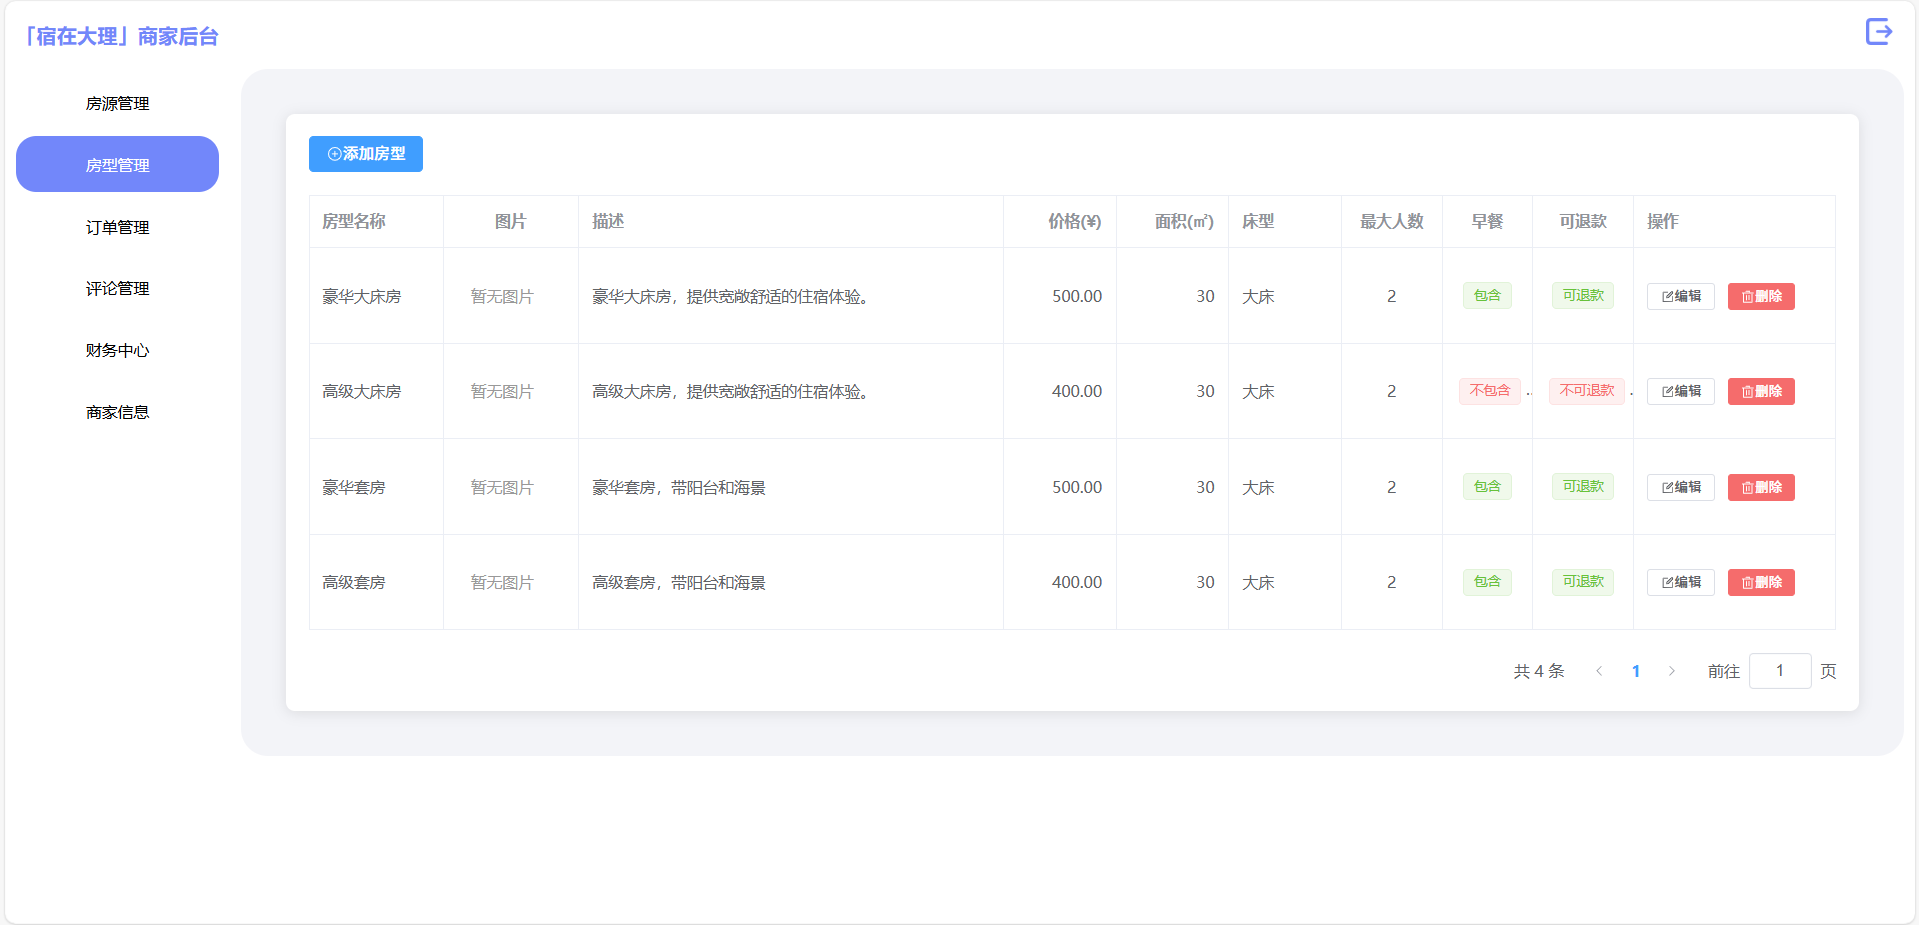 「宿在大理」商家后台
房源管理
房型管理
订单管理
评论管理
财务中心
商家信息
添加房型
房型名称 图片 描述 价格(¥) 面积(㎡) 床型 最大人数 早餐 可退款 操作
豪华大床房 暂无图片 豪华大床房，提供宽敞舒适的住宿体验。 500.00 30 大床 2 包含 可退款 编辑 删除
高级大床房 暂无图片 高级大床房，提供宽敞舒适的住宿体验。 400.00 30 大床 2 不包含 .. 不可退款 . 编辑 删除
豪华套房 暂无图片 豪华套房，带阳台和海景 500.00 30 大床 2 包含 可退款 编辑 删除
高级套房 暂无图片 高级套房，带阳台和海景 400.00 30 大床 2 包含 可退款 编辑 删除
共 4 条 1 前往 1 页